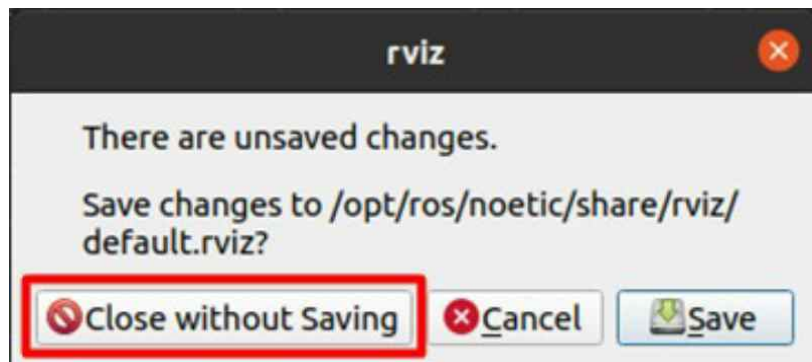 rviz
There are unsaved changes.
Save changes to /opt/ros/noetic/share/rviz/
default.rviz?
Close without Saving
Cancel
Save